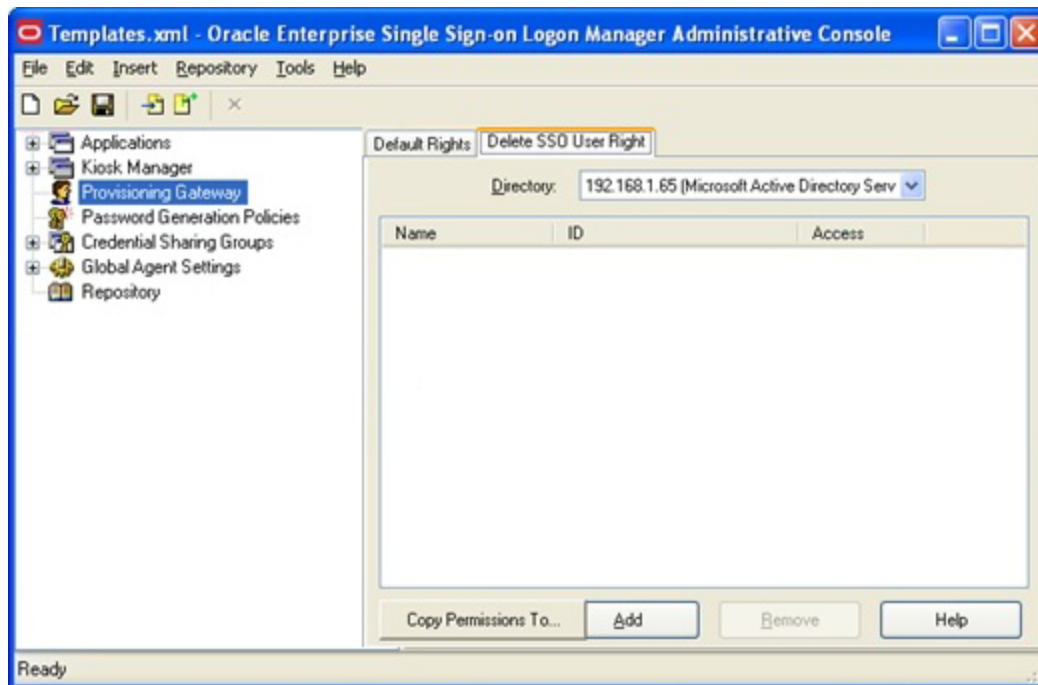 Templates.xml - Oracle Enterprise Single Sign-on Logon Manager Administrative Console
File Edit Insert Repository Tools Help
Applications
Kiosk Manager
Provisioning Gateway
Password Generation Policies
Credential Sharing Groups
Global Agent Settings
Repository
Default Rights Delete SSO User Right
Directory: 192.168.1.65 (Microsoft Active Directory Serv
Name ID Access
Copy Permissions To... Add Remove Help
Ready